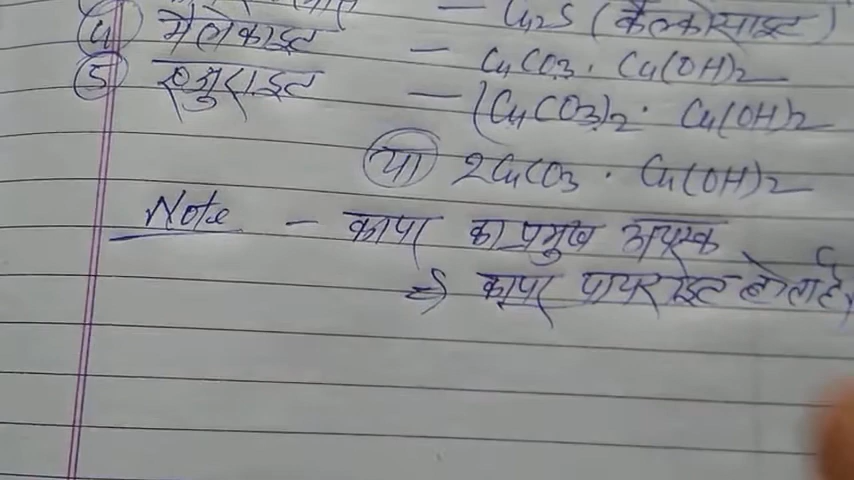 — Cu2S (कैल्कोसाइट)
4 मैलेकाइट — CuCO3 · Cu(OH)2
5 एजुराइट — (CuCO3)2 · Cu(OH)2
या 2CuCO3 · Cu(OH)2
Note – कापर का प्रमुख अयस्क
⇒ कापर पायराइट होता है